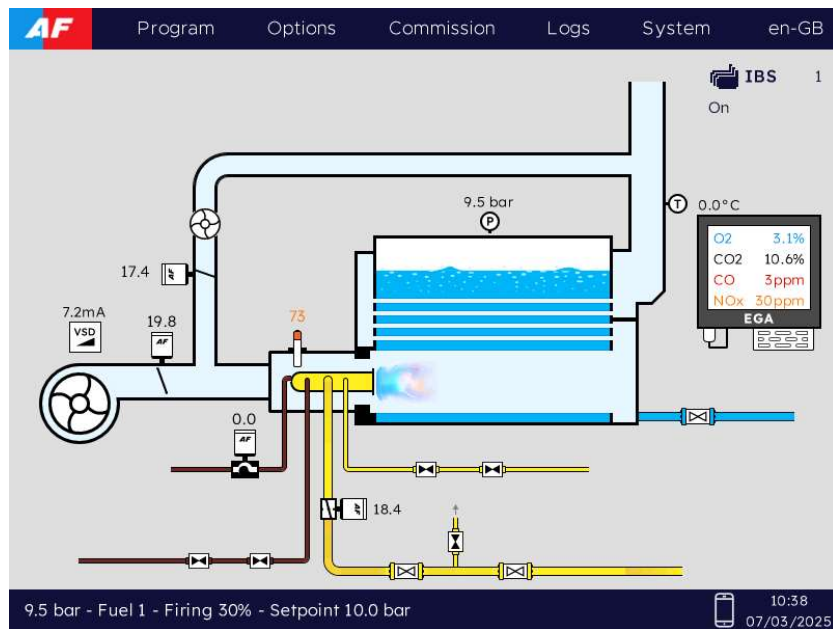 AF Program Options Commission Logs System en-GB
IBS 1
On
9.5 bar
P
T 0.0°C
O2 3.1%
CO2 10.6%
CO 3ppm
NOx 30ppm
EGA
17.4 AF
7.2mA
VSD
19.8
AF
73
0.0
AF
AF 18.4
9.5 bar - Fuel 1 - Firing 30% - Setpoint 10.0 bar
10:38
07/03/2025